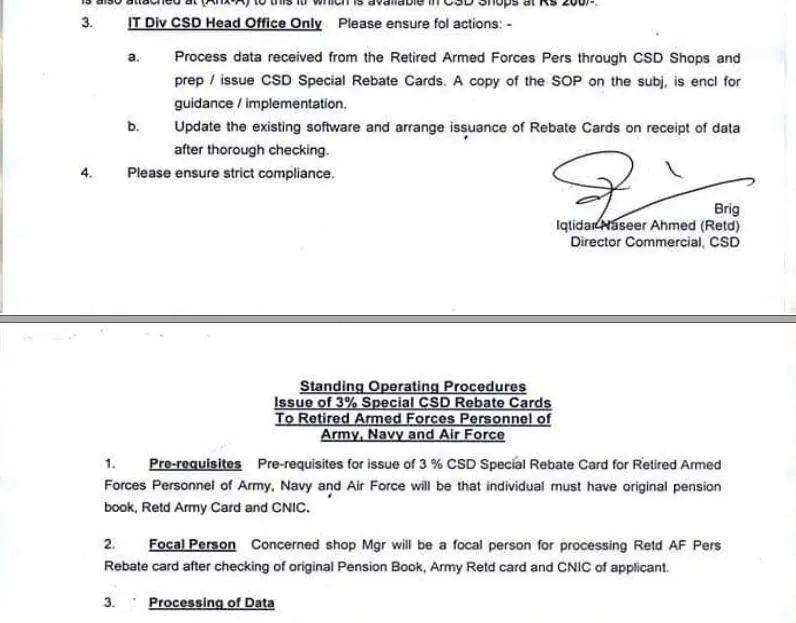 is also attached at (Anx-A) to this ltr which is available in CSD Shops at Rs 200/-.
3. IT Div CSD Head Office Only Please ensure fol actions: -
a. Process data received from the Retired Armed Forces Pers through CSD Shops and
prep / issue CSD Special Rebate Cards. A copy of the SOP on the subj, is encl for
guidance / implementation.
b. Update the existing software and arrange issuance of Rebate Cards on receipt of data
after thorough checking.
4. Please ensure strict compliance.
Brig
Iqtidar Naseer Ahmed (Retd)
Director Commercial, CSD
Standing Operating Procedures
Issue of 3% Special CSD Rebate Cards
To Retired Armed Forces Personnel of
Army, Navy and Air Force
1. Pre-requisites Pre-requisites for issue of 3 % CSD Special Rebate Card for Retired Armed
Forces Personnel of Army, Navy and Air Force will be that individual must have original pension
book, Retd Army Card and CNIC.
2. Focal Person Concerned shop Mgr will be a focal person for processing Retd AF Pers
Rebate card after checking of original Pension Book, Army Retd card and CNIC of applicant.
3. Processing of Data